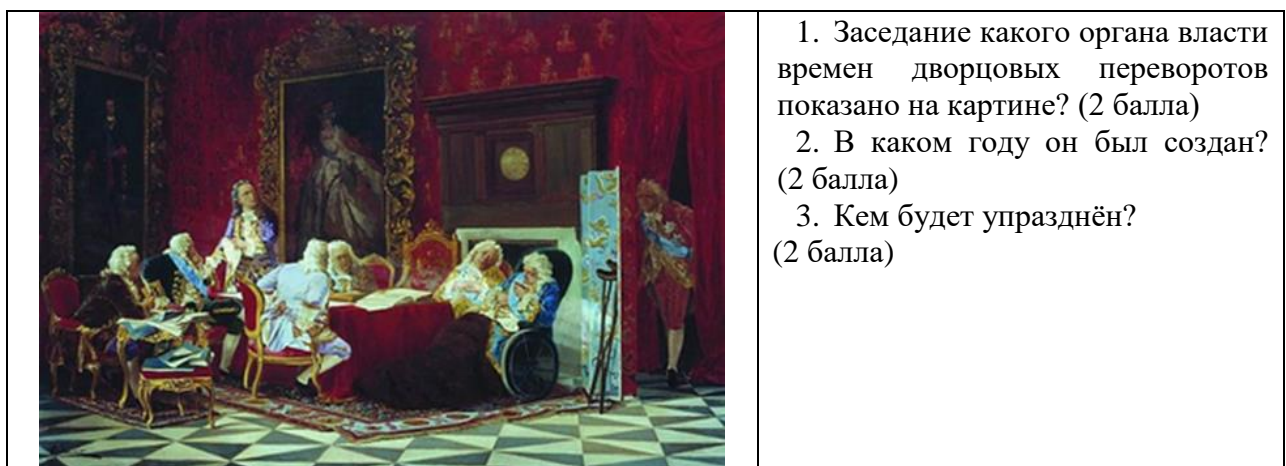 1. Заседание какого органа власти
времен дворцовых переворотов
показано на картине? (2 балла)
2. В каком году он был создан?
(2 балла)
3. Кем будет упразднён?
(2 балла)